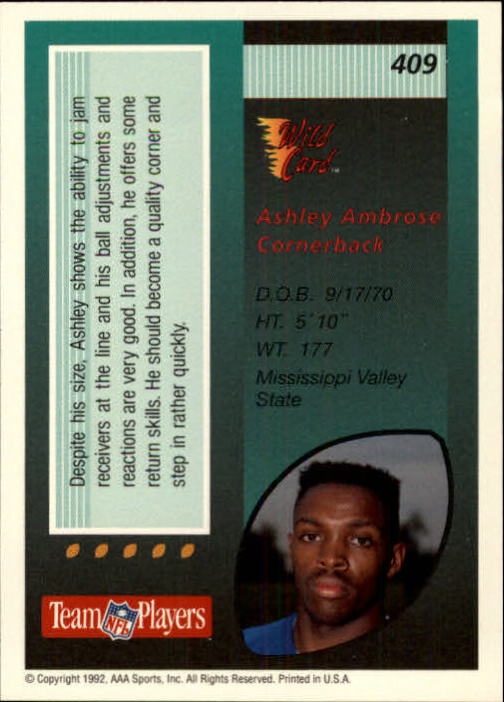 409
Wild
Card™
Ashley Ambrose
Cornerback
D.O.B. 9/17/70
HT. 5'10"
WT. 177
Mississippi Valley
State
Despite his size, Ashley shows the ability to jam
receivers at the line and his ball adjustments and
reactions are very good. In addition, he offers some
return skills. He should become a quality corner and
step in rather quickly.
Team NFL Players
© Copyright 1992, AAA Sports, Inc. All Rights Reserved. Printed in U.S.A.